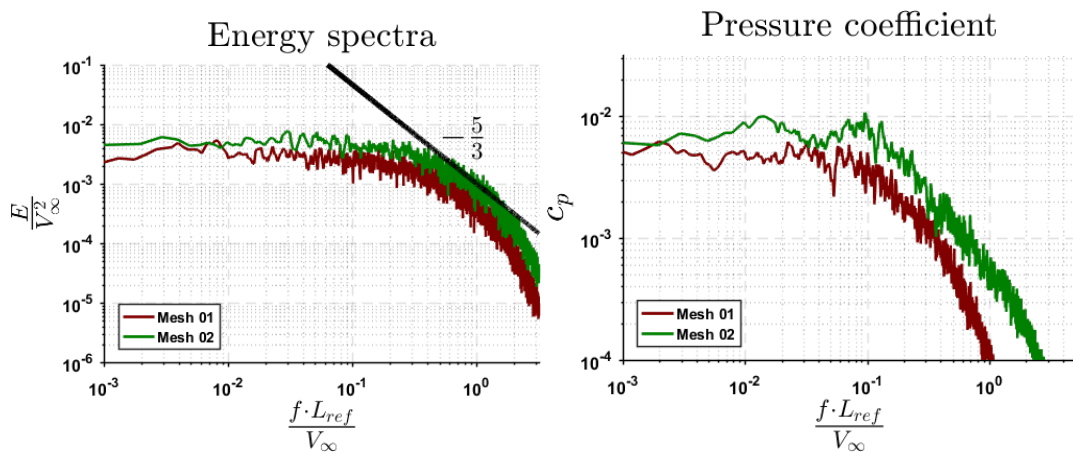 Energy spectra
10^-1
10^-2
10^-3
10^-4
10^-5
10^-6
E/V∞^2
-5/3
Mesh 01
Mesh 02
10^-3
10^-2
10^-1
10^0
f·L_ref/V∞
Pressure coefficient
10^-2
10^-3
10^-4
c_p
Mesh 01
Mesh 02
10^-3
10^-2
10^-1
10^0
f·L_ref/V∞